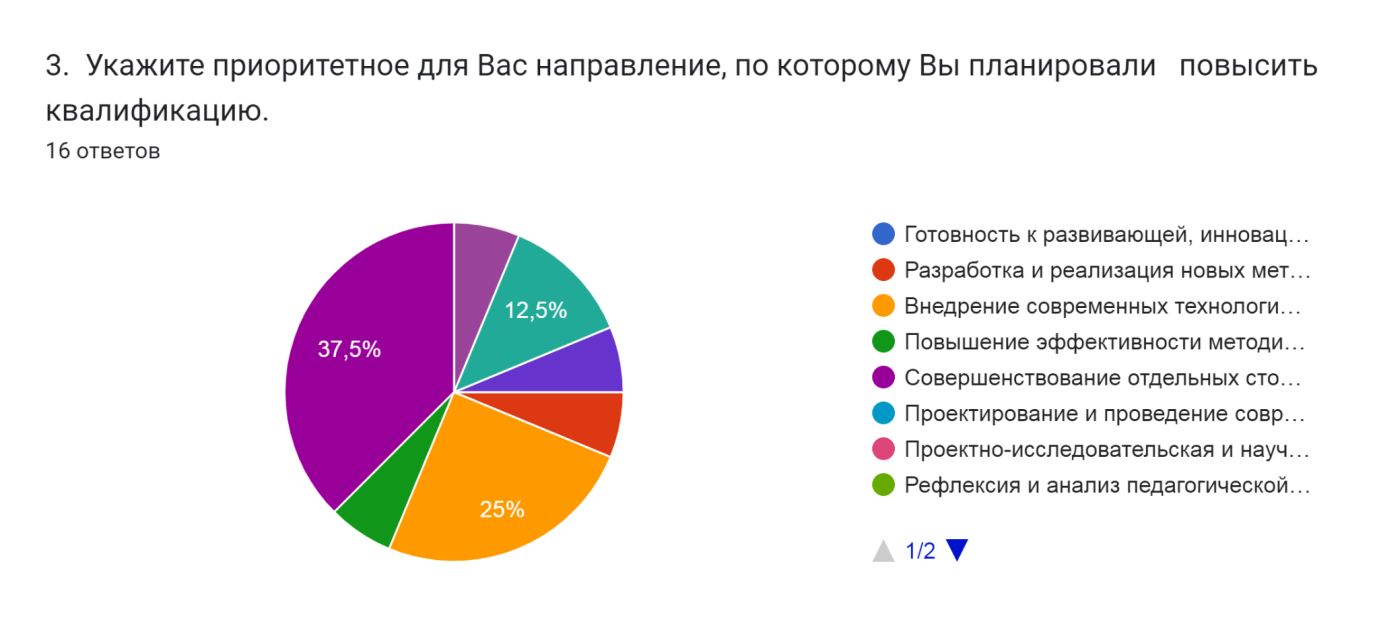 3. Укажите приоритетное для Вас направление, по которому Вы планировали повысить
квалификацию.
16 ответов
12,5%
37,5%
25%
Готовность к развивающей, инновац...
Разработка и реализация новых мет...
Внедрение современных технологи...
Повышение эффективности методи...
Совершенствование отдельных сто...
Проектирование и проведение совр...
Проектно-исследовательская и науч...
Рефлексия и анализ педагогической...
1/2